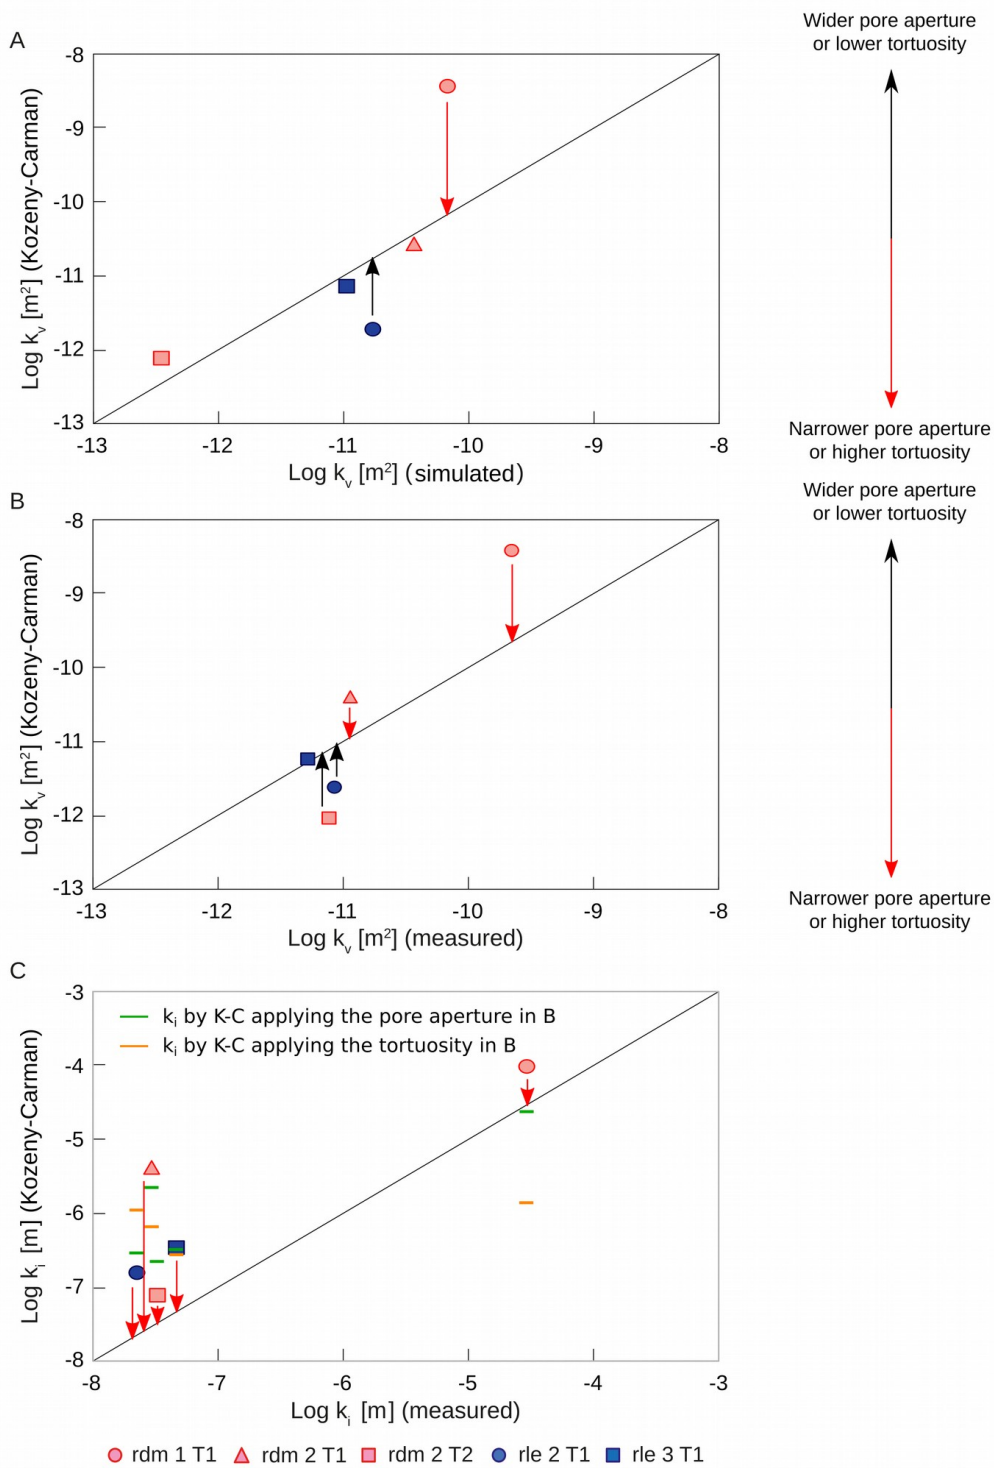 A
Wider pore aperture
or lower tortuosity
Log kv [m2] (Kozeny-Carman)
-8
-9
-10
-11
-12
-13
-13 -12 -11 -10 -9 -8
Log kv [m2] (simulated)
Narrower pore aperture
or higher tortuosity
B
Wider pore aperture
or lower tortuosity
Log kv [m2] (Kozeny-Carman)
-8
-9
-10
-11
-12
-13
-13 -12 -11 -10 -9 -8
Log kv [m2] (measured)
Narrower pore aperture
or higher tortuosity
C
Log ki [m] (Kozeny-Carman)
-3
ki by K-C applying the pore aperture in B
ki by K-C applying the tortuosity in B
-4
-5
-6
-7
-8
-8 -7 -6 -5 -4 -3
Log ki [m] (measured)
rdm 1 T1 rdm 2 T1 rdm 2 T2 rle 2 T1 rle 3 T1